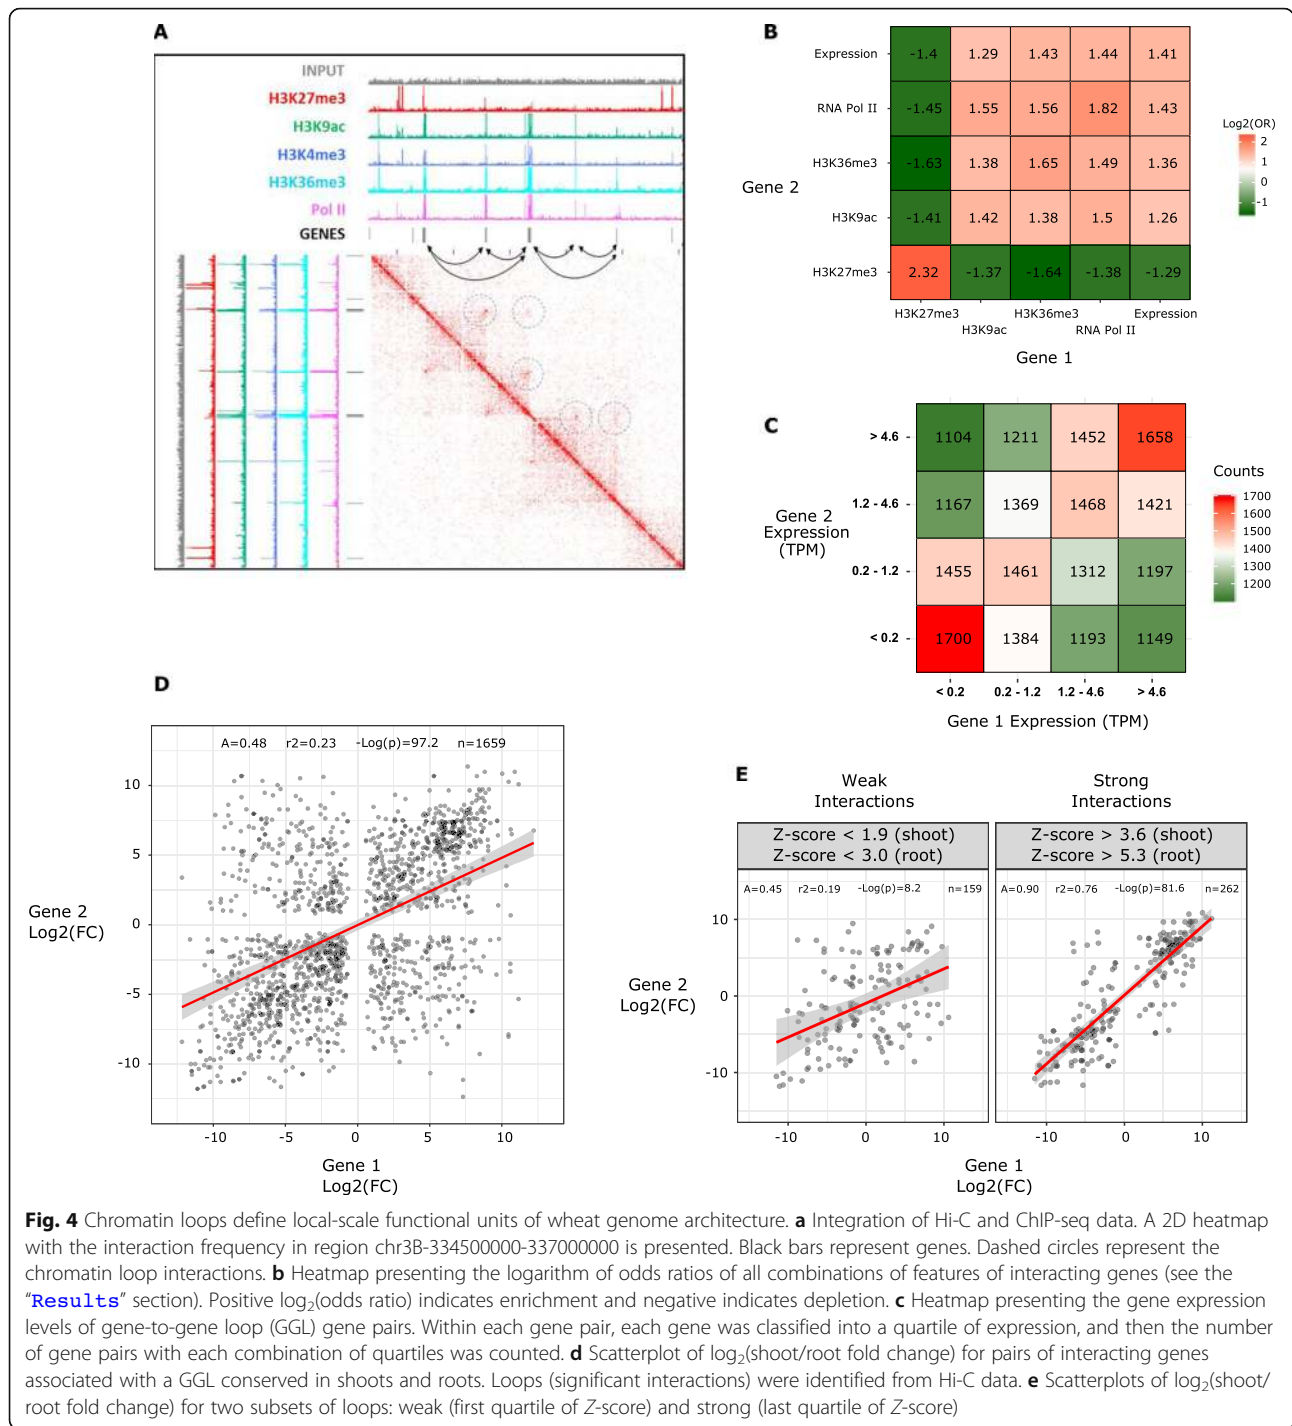 A
INPUT
H3K27me3
H3K9ac
H3K4me3
H3K36me3
Pol II
GENES
B
Expression
-1.4 1.29 1.43 1.44 1.41
RNA Pol II
-1.45 1.55 1.56 1.82 1.43
H3K36me3
-1.63 1.38 1.65 1.49 1.36
Gene 2
H3K9ac
-1.41 1.42 1.38 1.5 1.26
H3K27me3
2.32 -1.37 -1.64 -1.38 -1.29
H3K27me3 H3K36me3 Expression
H3K9ac RNA Pol II
Gene 1
Log2(OR)
2
1
0
-1
C
> 4.6 1104 1211 1452 1658
1.2 - 4.6 1167 1369 1468 1421
Gene 2
Expression
(TPM)
0.2 - 1.2 1455 1461 1312 1197
< 0.2 1700 1384 1193 1149
< 0.2 0.2 - 1.2 1.2 - 4.6 > 4.6
Gene 1 Expression (TPM)
Counts
1700
1600
1500
1400
1300
1200
D
A=0.48 r2=0.23 -Log(p)=97.2 n=1659
10
5
0
-5
-10
Gene 2
Log2(FC)
-10 -5 0 5 10
Gene 1
Log2(FC)
E
Weak
Interactions
Strong
Interactions
Z-score < 1.9 (shoot)
Z-score < 3.0 (root)
Z-score > 3.6 (shoot)
Z-score > 5.3 (root)
A=0.45 r2=0.19 -Log(p)=8.2 n=159
A=0.90 r2=0.76 -Log(p)=81.6 n=262
10
0
-10
Gene 2
Log2(FC)
-10 0 10
-10 0 10
Gene 1
Log2(FC)
Fig. 4 Chromatin loops define local-scale functional units of wheat genome architecture. a Integration of Hi-C and ChIP-seq data. A 2D heatmap
with the interaction frequency in region chr3B-334500000-337000000 is presented. Black bars represent genes. Dashed circles represent the
chromatin loop interactions. b Heatmap presenting the logarithm of odds ratios of all combinations of features of interacting genes (see the
“Results” section). Positive log2(odds ratio) indicates enrichment and negative indicates depletion. c Heatmap presenting the gene expression
levels of gene-to-gene loop (GGL) gene pairs. Within each gene pair, each gene was classified into a quartile of expression, and then the number
of gene pairs with each combination of quartiles was counted. d Scatterplot of log2(shoot/root fold change) for pairs of interacting genes
associated with a GGL conserved in shoots and roots. Loops (significant interactions) were identified from Hi-C data. e Scatterplots of log2(shoot/
root fold change) for two subsets of loops: weak (first quartile of Z-score) and strong (last quartile of Z-score)